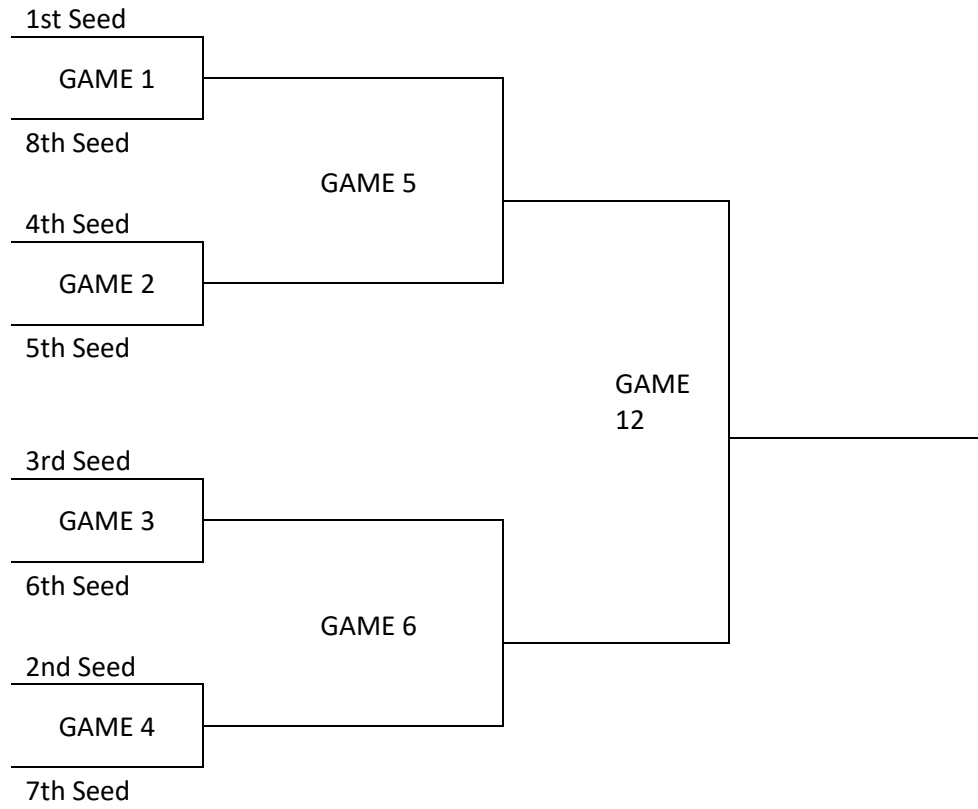 1st Seed
GAME 1
8th Seed
GAME 5
4th Seed
GAME 2
5th Seed
GAME
12
3rd Seed
GAME 3
6th Seed
GAME 6
2nd Seed
GAME 4
7th Seed